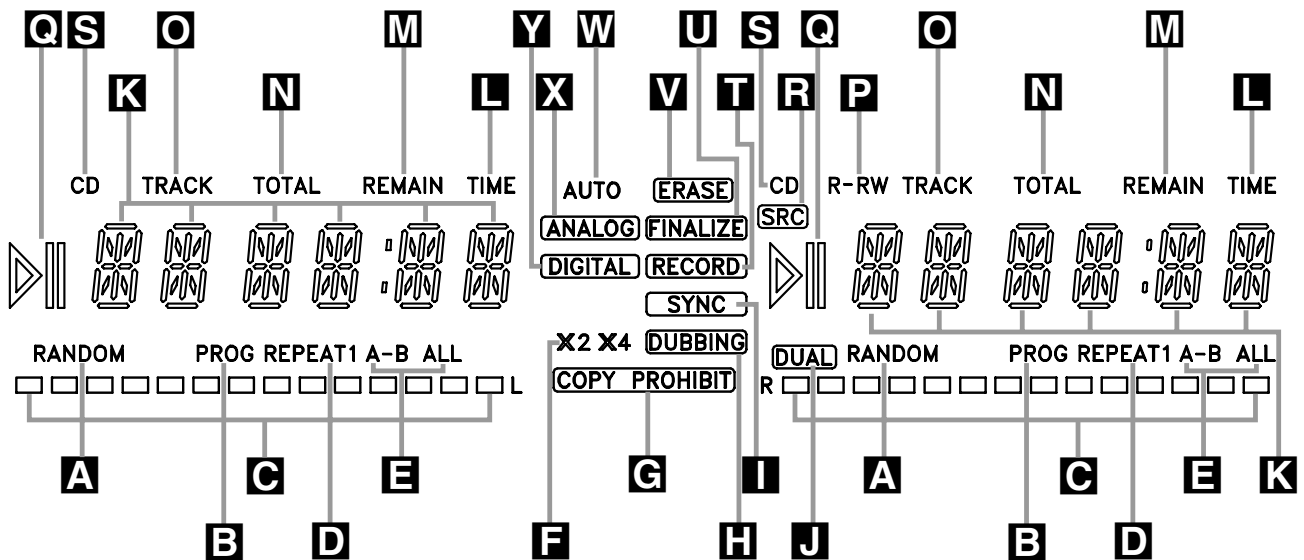 Q S O M Y W U S Q O M
K N L X V T R P N L
CD TRACK TOTAL REMAIN TIME AUTO ERASE CD R-RW TRACK TOTAL REMAIN TIME
SRC
ANALOG FINALIZE
DIGITAL RECORD
SYNC
X2 X4 DUBBING
RANDOM PROG REPEAT1 A-B ALL DUAL RANDOM PROG REPEAT1 A-B ALL
COPY PROHIBIT
L R
A C E G I A C E K
B D F H J B D